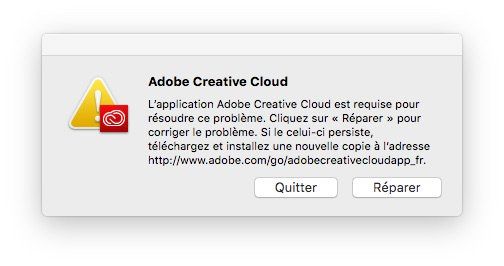 Adobe Creative Cloud
L'application Adobe Creative Cloud est requise pour
résoudre ce problème. Cliquez sur « Réparer » pour
corriger le problème. Si le celui-ci persiste,
téléchargez et installez une nouvelle copie à l'adresse
http://www.adobe.com/go/adobecreativecloudapp_fr.
Quitter Réparer